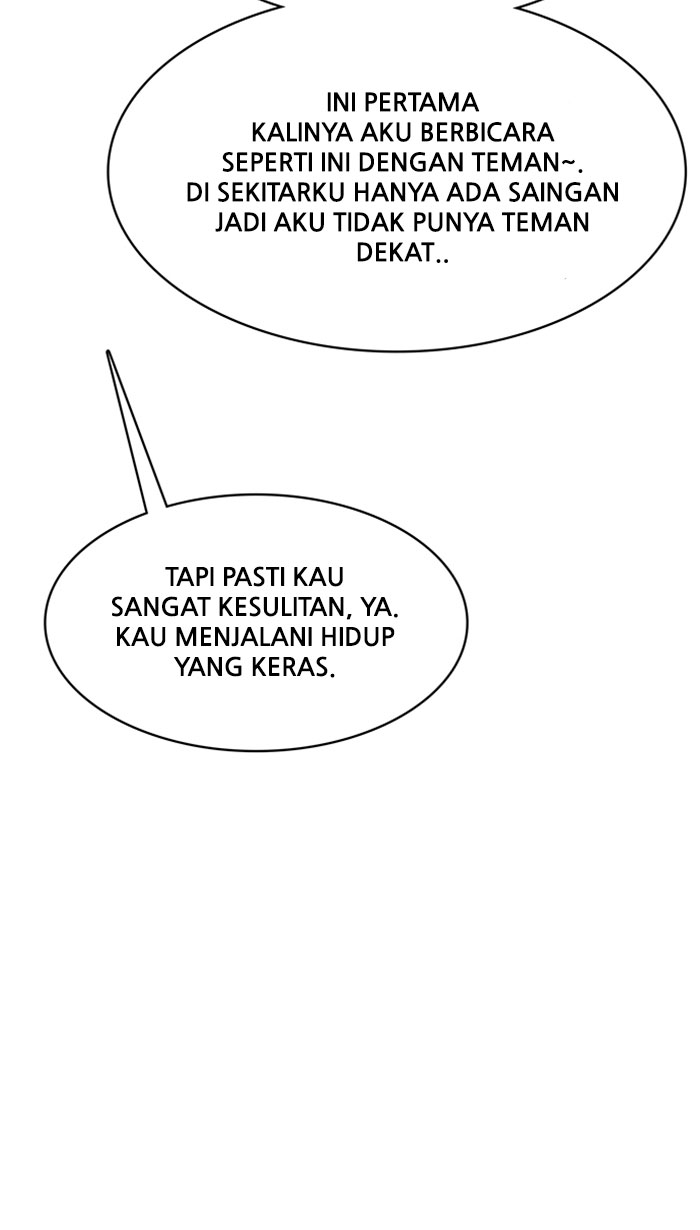 INI PERTAMA
KALINYA AKU BERBICARA
SEPERTI INI DENGAN TEMAN~.
DI SEKITARKU HANYA ADA SAINGAN
JADI AKU TIDAK PUNYA TEMAN
DEKAT..
TAPI PASTI KAU
SANGAT KESULITAN, YA.
KAU MENJALANI HIDUP
YANG KERAS.